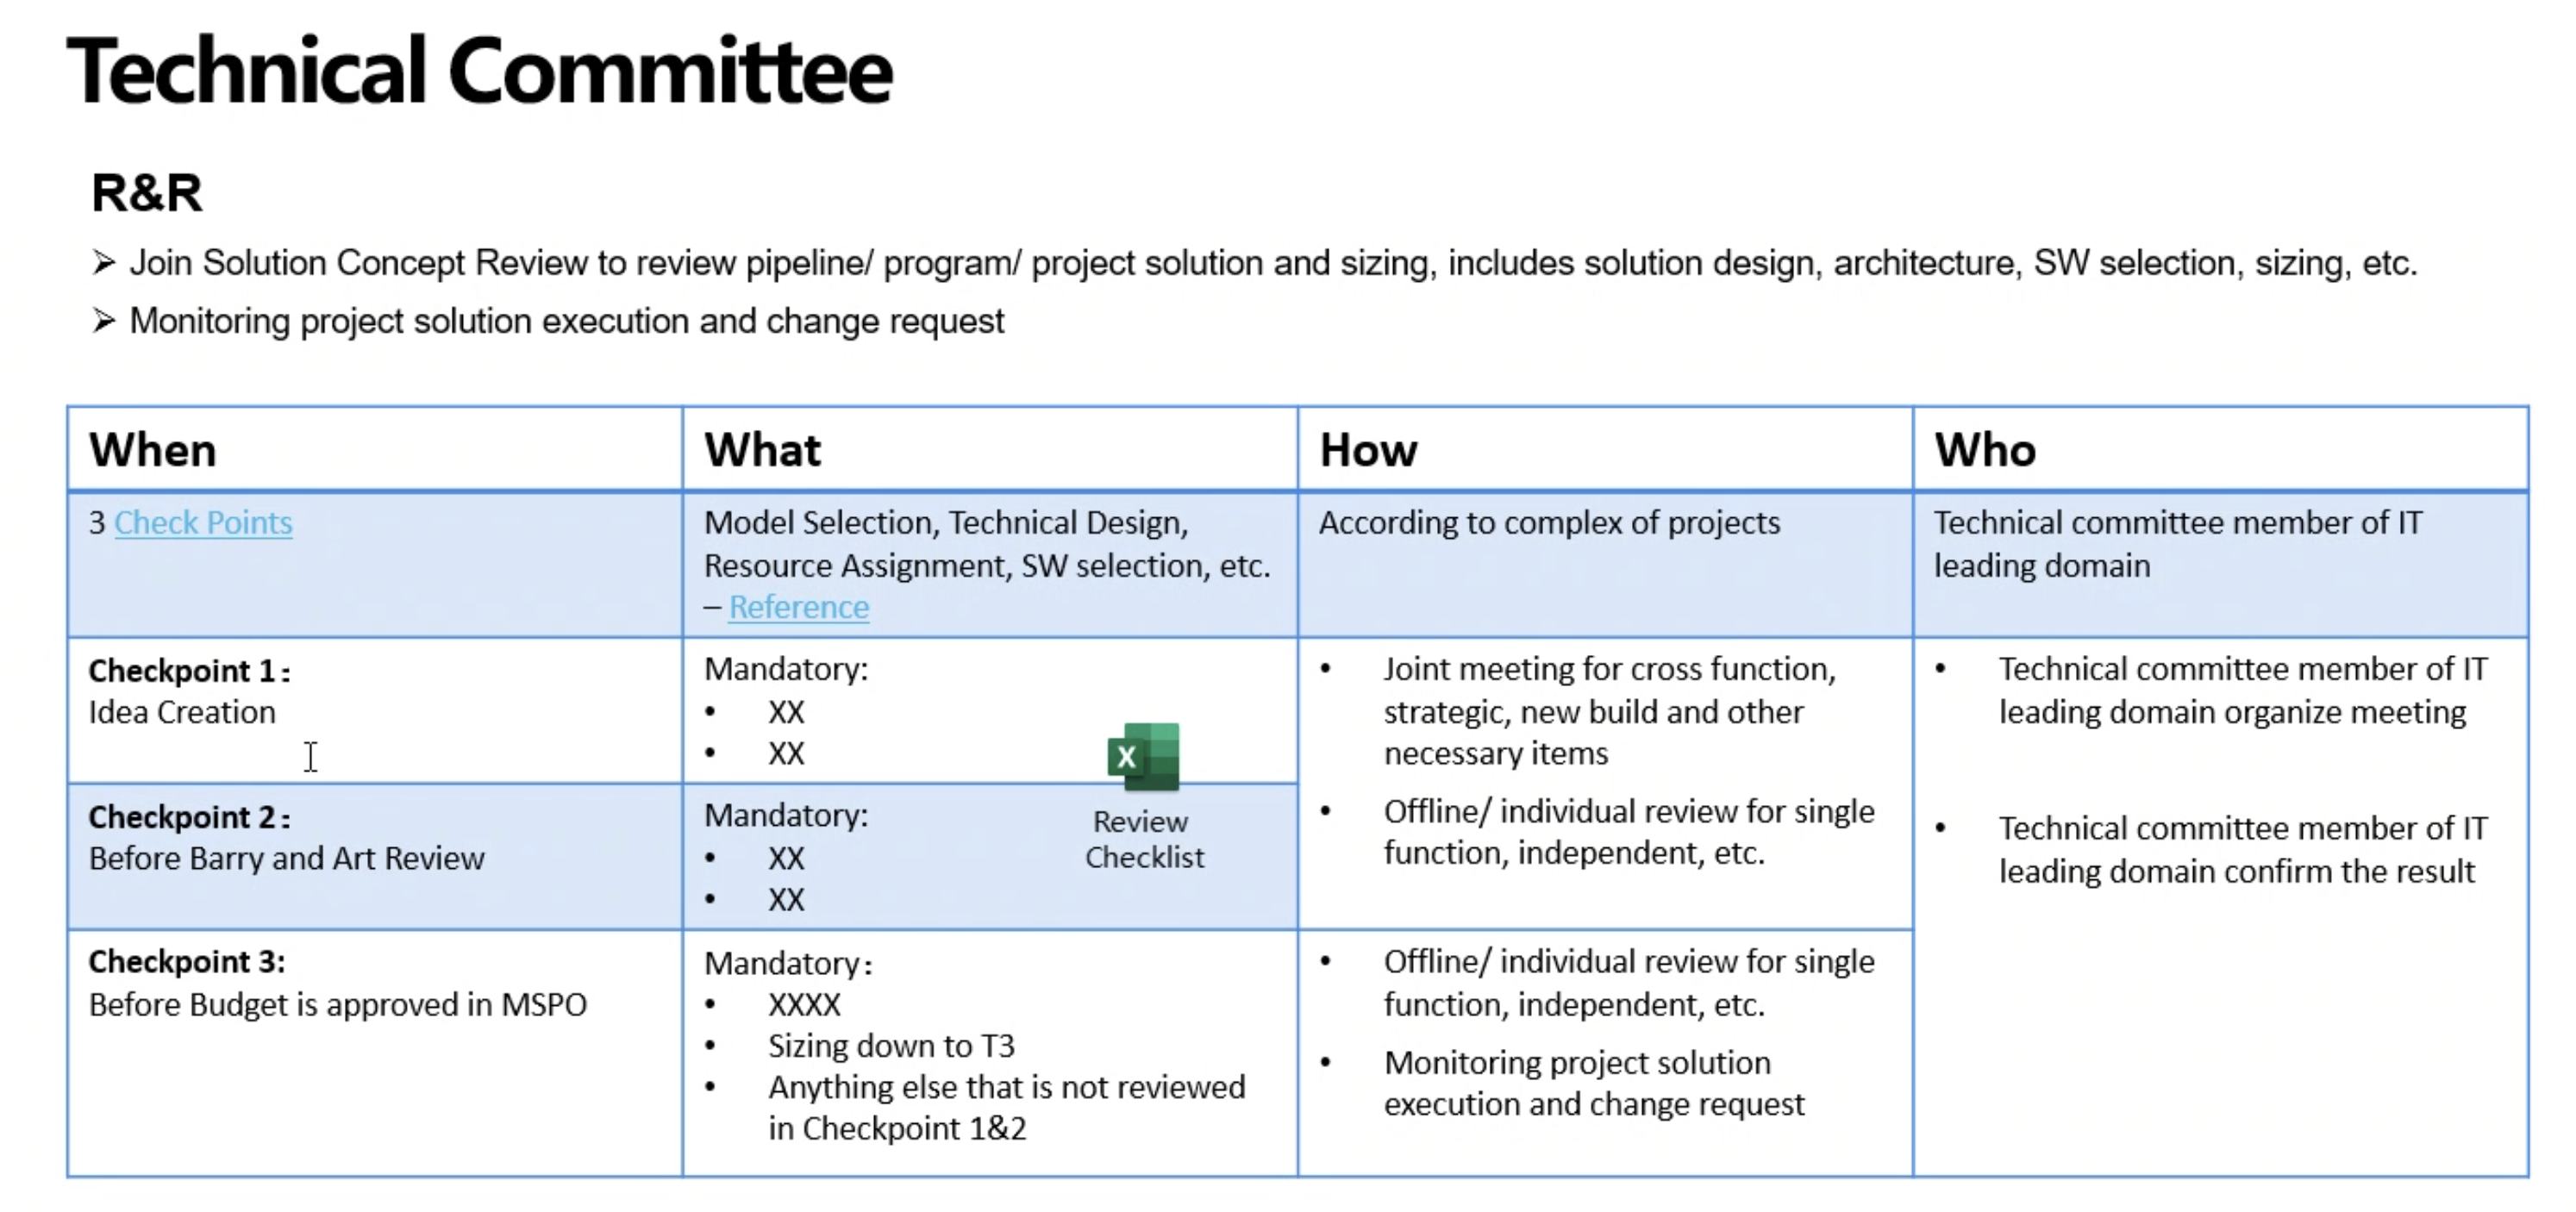 Technical Committee
R&R
➢ Join Solution Concept Review to review pipeline/ program/ project solution and sizing, includes solution design, architecture, SW selection, sizing, etc.
➢ Monitoring project solution execution and change request
When
What
How
Who
3 Check Points
Model Selection, Technical Design,
Resource Assignment, SW selection, etc.
– Reference
According to complex of projects
Technical committee member of IT
leading domain
Checkpoint 1：
Idea Creation
Mandatory:
• XX
• XX
Checkpoint 2：
Before Barry and Art Review
Mandatory:
• XX
• XX
X
Review
Checklist
• Joint meeting for cross function,
strategic, new build and other
necessary items
• Offline/ individual review for single
function, independent, etc.
• Technical committee member of IT
leading domain organize meeting
• Technical committee member of IT
leading domain confirm the result
Checkpoint 3:
Before Budget is approved in MSPO
Mandatory：
• XXXX
• Sizing down to T3
• Anything else that is not reviewed
in Checkpoint 1&2
• Offline/ individual review for single
function, independent, etc.
• Monitoring project solution
execution and change request